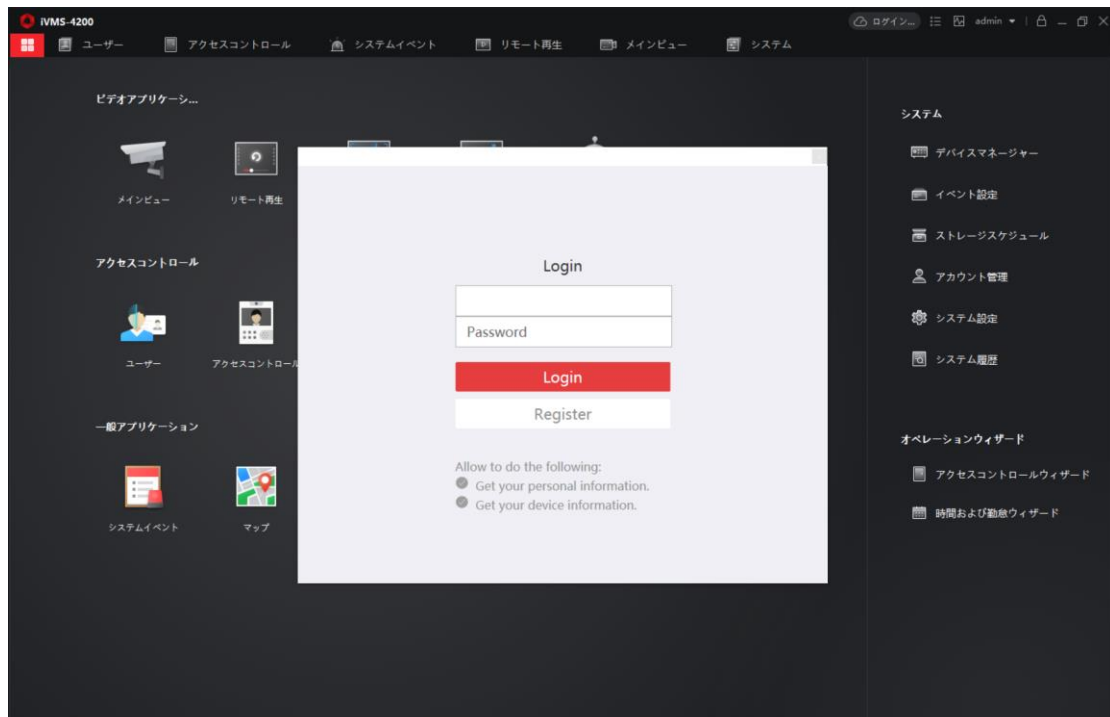 iVMS-4200
ログイン... admin
ユーザー アクセスコントロール システムイベント リモート再生 メインビュー システム
ビデオアプリケーシ...
メインビュー リモート再生
アクセスコントロール
ユーザー アクセスコントロール
一般アプリケーション
システムイベント マップ
Login
Password
Login
Register
Allow to do the following:
Get your personal information.
Get your device information.
システム
デバイスマネージャー
イベント設定
ストレージスケジュール
アカウント管理
システム設定
システム履歴
オペレーションウィザード
アクセスコントロールウィザード
時間および勤怠ウィザード